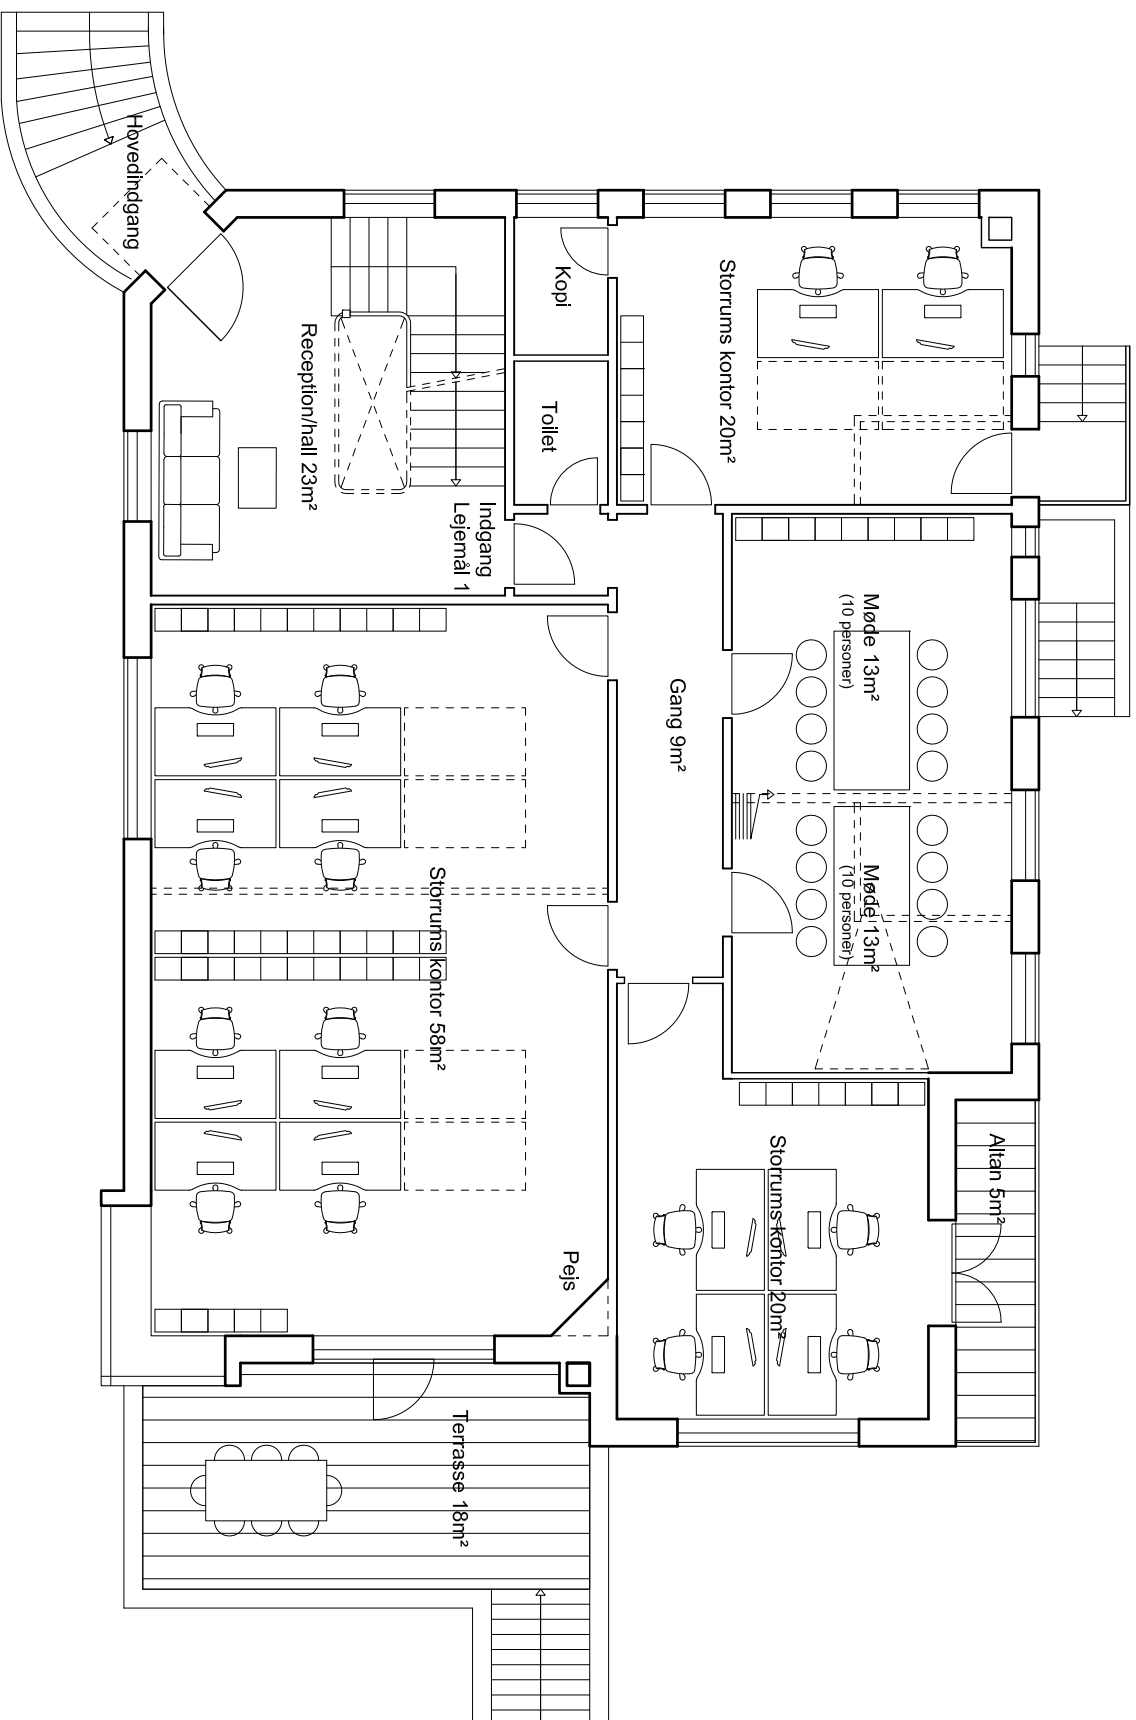 Hovedindgang
Reception/hall 23m²
Indgang
Lejemål 1
Kopi
Toilet
Storrums kontor 20m²
Møde 13m²
(10 personer)
Møde 13m²
(10 personer)
Gang 9m²
Storrums kontor 58m²
Storrums kontor 20m²
Altan 5m²
Pejs
Terrasse 18m²